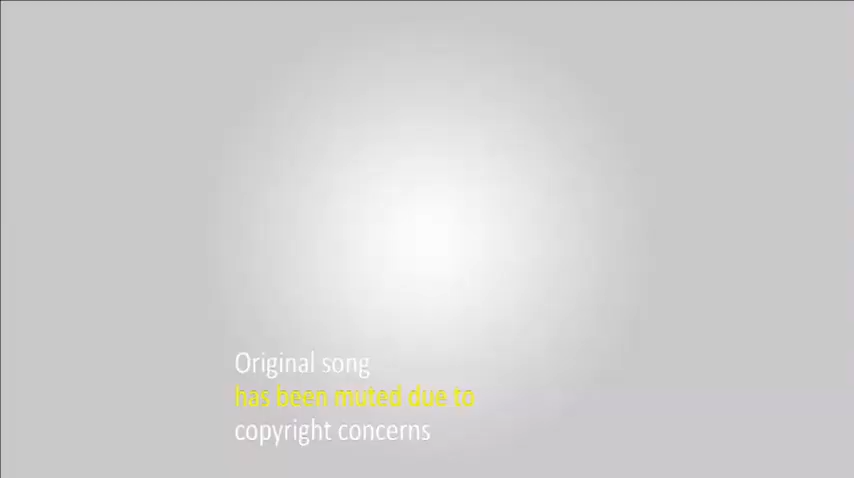 Original song
has been muted due to
copyright concerns